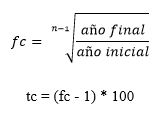 fc = n-1√(año final / año inicial)
tc = (fc - 1) * 100